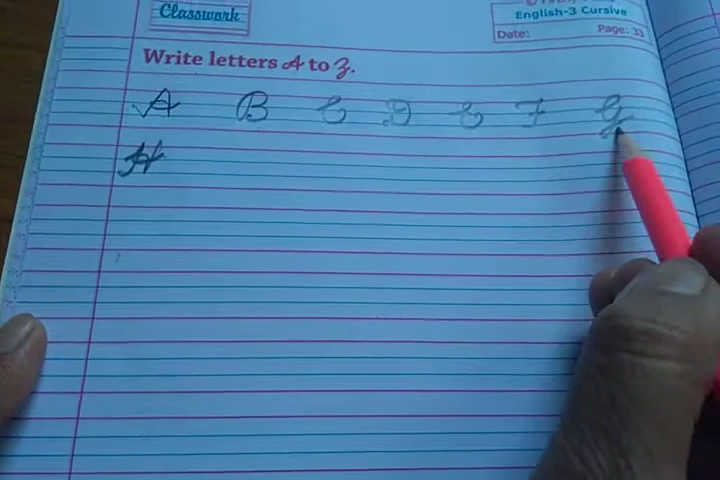 Classwork
English-3 Cursive
Date: Page: 33
Write letters A to Z.
A B C D E F G
H